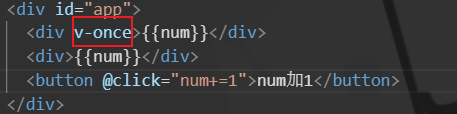 <div id="app">
<div v-once>{{num}}</div>
<div>{{num}}</div>
<button @click="num+=1">num加1</button>
</div>